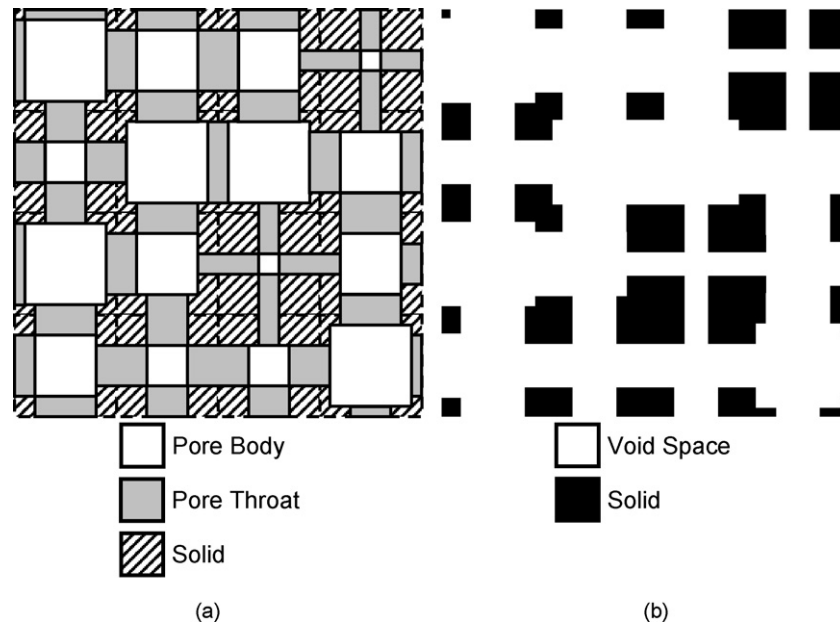 Pore Body
Pore Throat
Solid
Void Space
Solid
(a)
(b)